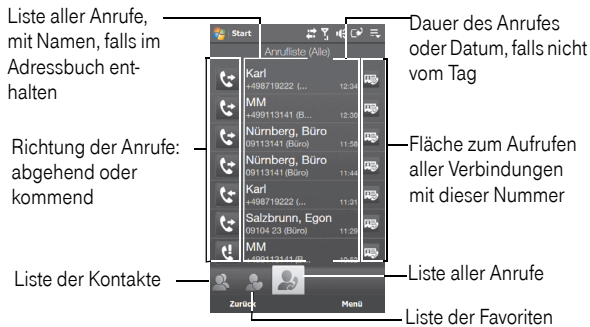 Liste aller Anrufe,
mit Namen, falls im
Adressbuch ent-
halten
Dauer des Anrufes
oder Datum, falls nicht
vom Tag
Start
Anrufliste (Alle)
Karl
+498719222 (... 12:34
MM
+499113141 (B... 12:30
Nürnberg, Büro
09113141 (Büro) 11:58
Nürnberg, Büro
09113141 (Büro) 11:44
Karl
+498719222 (... 11:31
Salzbrunn, Egon
09104 23 (Büro) 11:29
MM
+499113141 (B... 10:52
Richtung der Anrufe:
abgehend oder
kommend
Fläche zum Aufrufen
aller Verbindungen
mit dieser Nummer
Liste der Kontakte
Liste aller Anrufe
Zurück Menü
Liste der Favoriten